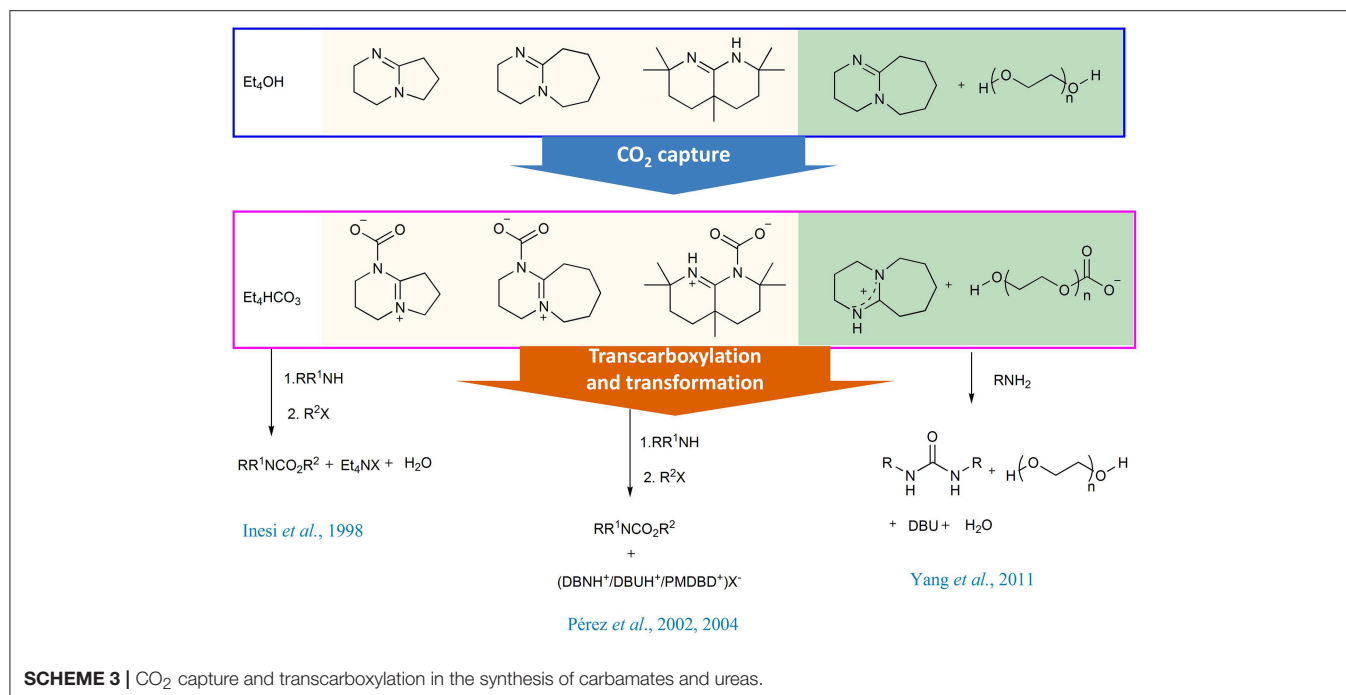 Et₄OH
N
N
N
N
N
H
N
N
N
+
H(O O)n H
CO₂ capture
Et₄HCO₃
⁻O O
N
N
+
⁻O O
N
N
+
O O⁻
H
N
+
N
N
+
N
H
+
HO( O)n O O⁻
Transcarboxylation
and transformation
1.RR¹NH
2. R²X
RR¹NCO₂R² + Et₄NX + H₂O
Inesi et al., 1998
1.RR¹NH
2. R²X
RR¹NCO₂R²
+
(DBNH⁺/DBUH⁺/PMDBD⁺)X⁻
Pérez et al., 2002, 2004
RNH₂
O
R N H N H R + H(O O)n H
+ DBU + H₂O
Yang et al., 2011
SCHEME 3 | CO₂ capture and transcarboxylation in the synthesis of carbamates and ureas.